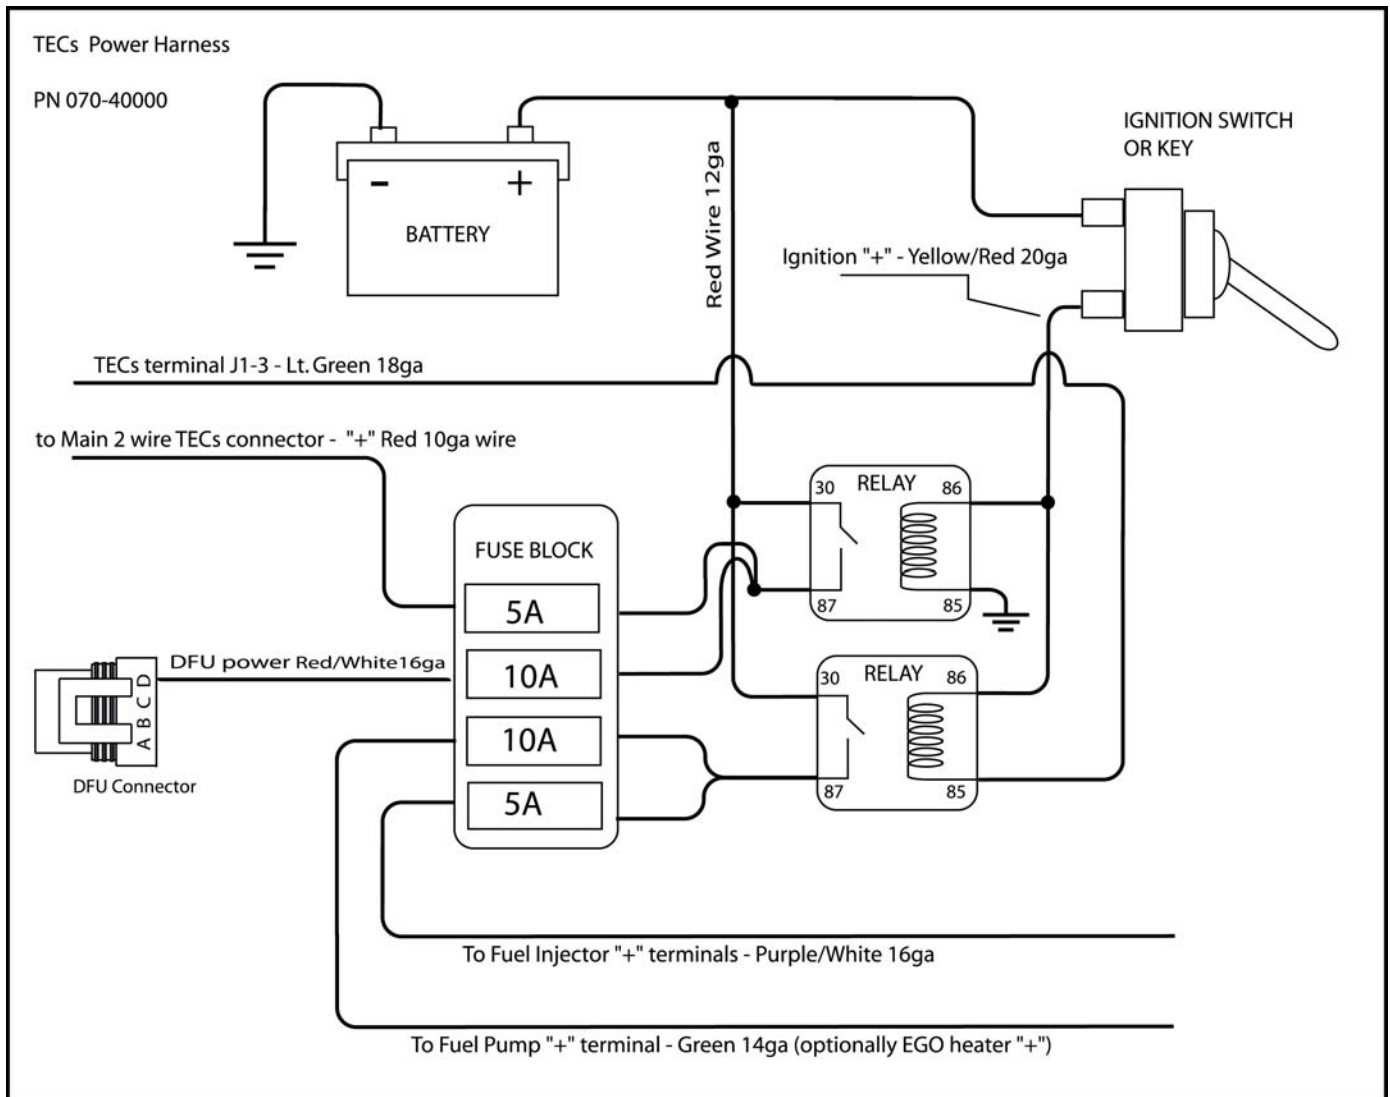 TECs Power Harness
PN 070-40000
IGNITION SWITCH
OR KEY
- +
BATTERY
Red Wire 12ga
Ignition "+" - Yellow/Red 20ga
TECs terminal J1-3 - Lt. Green 18ga
to Main 2 wire TECs connector - "+" Red 10ga wire
30 RELAY 86
87 85
FUSE BLOCK
5A
10A
10A
5A
DFU power Red/White16ga
A B C D
DFU Connector
30 RELAY 86
87 85
To Fuel Injector "+" terminals - Purple/White 16ga
To Fuel Pump "+" terminal - Green 14ga (optionally EGO heater "+")